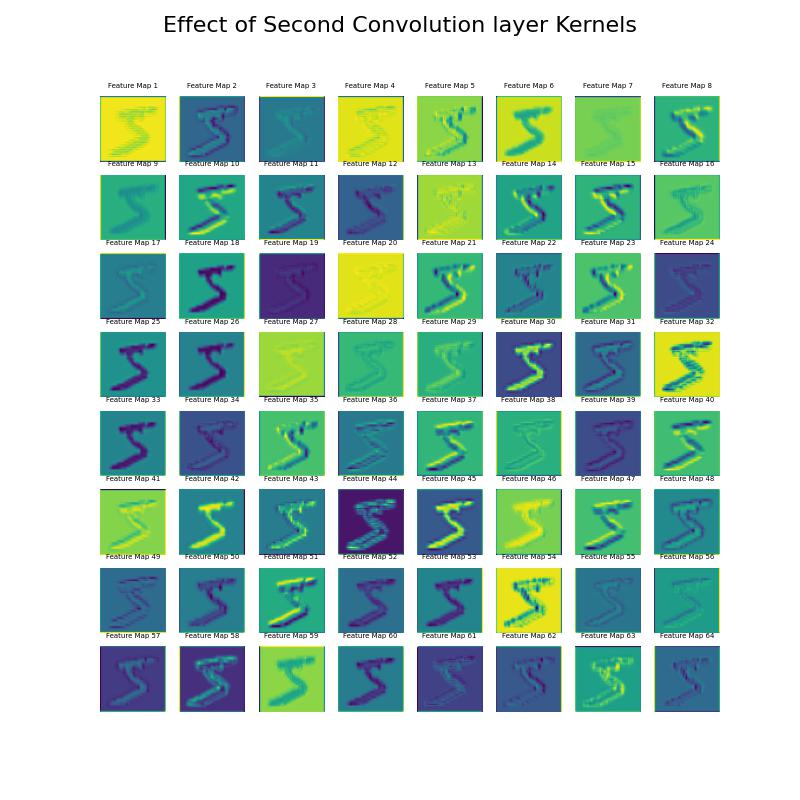 Effect of Second Convolution layer Kernels
Feature Map 1 Feature Map 2 Feature Map 3 Feature Map 4 Feature Map 5 Feature Map 6 Feature Map 7 Feature Map 8
Feature Map 9 Feature Map 10 Feature Map 11 Feature Map 12 Feature Map 13 Feature Map 14 Feature Map 15 Feature Map 16
Feature Map 17 Feature Map 18 Feature Map 19 Feature Map 20 Feature Map 21 Feature Map 22 Feature Map 23 Feature Map 24
Feature Map 25 Feature Map 26 Feature Map 27 Feature Map 28 Feature Map 29 Feature Map 30 Feature Map 31 Feature Map 32
Feature Map 33 Feature Map 34 Feature Map 35 Feature Map 36 Feature Map 37 Feature Map 38 Feature Map 39 Feature Map 40
Feature Map 41 Feature Map 42 Feature Map 43 Feature Map 44 Feature Map 45 Feature Map 46 Feature Map 47 Feature Map 48
Feature Map 49 Feature Map 50 Feature Map 51 Feature Map 52 Feature Map 53 Feature Map 54 Feature Map 55 Feature Map 56
Feature Map 57 Feature Map 58 Feature Map 59 Feature Map 60 Feature Map 61 Feature Map 62 Feature Map 63 Feature Map 64